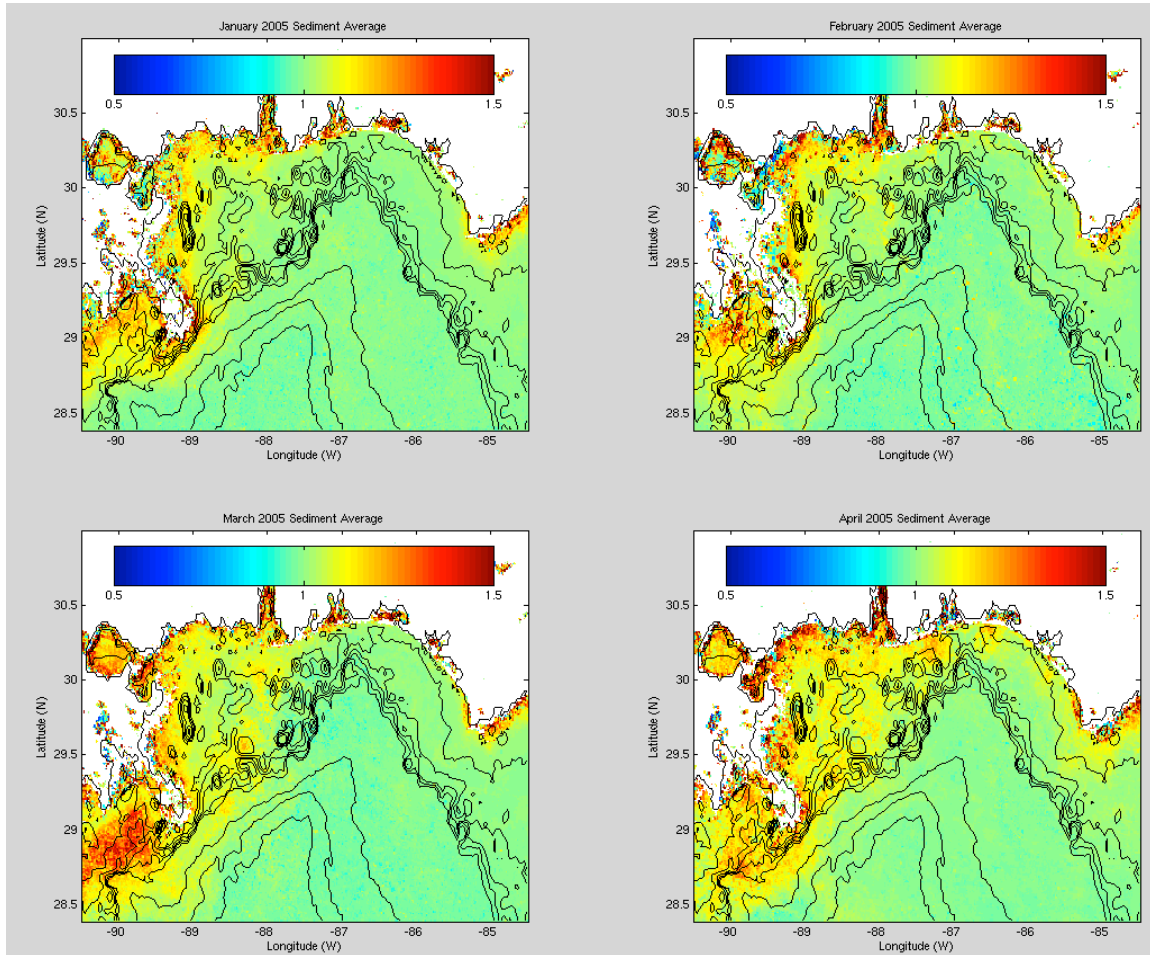 January 2005 Sediment Average
0.5 1 1.5
30.5
30
29.5
29
28.5
Latitude (N)
-90 -89 -88 -87 -86 -85
Longitude (W)
February 2005 Sediment Average
0.5 1 1.5
30.5
30
29.5
29
28.5
Latitude (N)
-90 -89 -88 -87 -86 -85
Longitude (W)
March 2005 Sediment Average
0.5 1 1.5
30.5
30
29.5
29
28.5
Latitude (N)
-90 -89 -88 -87 -86 -85
Longitude (W)
April 2005 Sediment Average
0.5 1 1.5
30.5
30
29.5
29
28.5
Latitude (N)
-90 -89 -88 -87 -86 -85
Longitude (W)